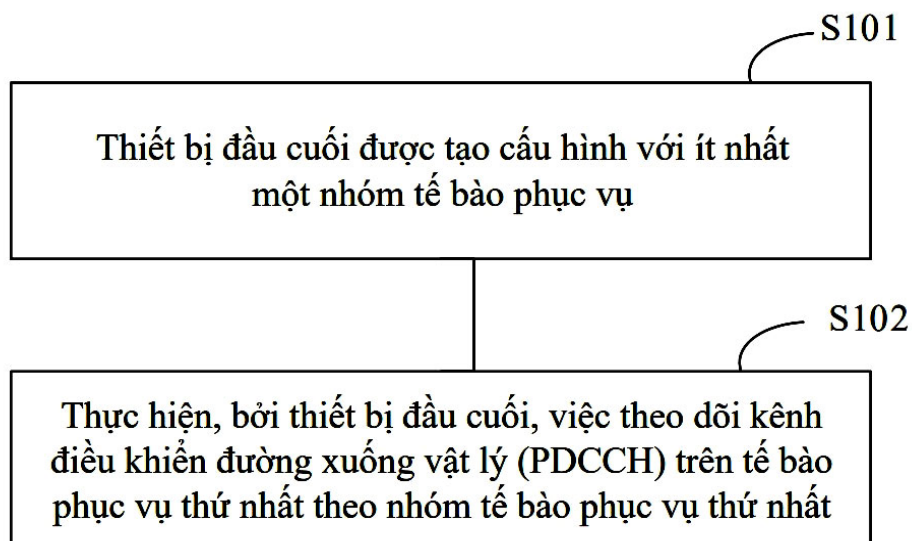 S101
Thiết bị đầu cuối được tạo cấu hình với ít nhất
một nhóm tế bào phục vụ
S102
Thực hiện, bởi thiết bị đầu cuối, việc theo dõi kênh
điều khiển đường xuống vật lý (PDCCH) trên tế bào
phục vụ thứ nhất theo nhóm tế bào phục vụ thứ nhất